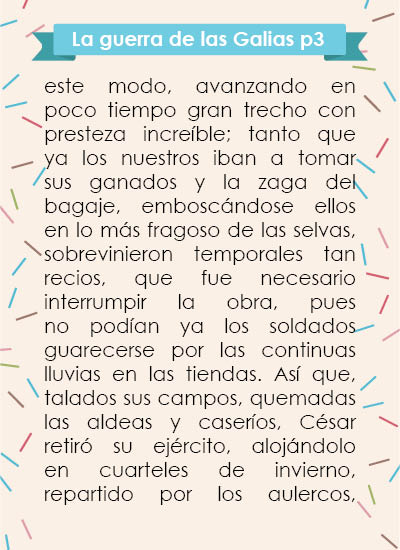 La guerra de las Galias p3
este modo, avanzando en
poco tiempo gran trecho con
presteza increíble; tanto que
ya los nuestros iban a tomar
sus ganados y la zaga del
bagaje, emboscándose ellos
en lo más fragoso de las selvas,
sobrevinieron temporales tan
recios, que fue necesario
interrumpir la obra, pues
no podían ya los soldados
guarecerse por las continuas
lluvias en las tiendas. Así que,
talados sus campos, quemadas
las aldeas y caseríos, César
retiró su ejército, alojándolo
en cuarteles de invierno,
repartido por los aulercos,